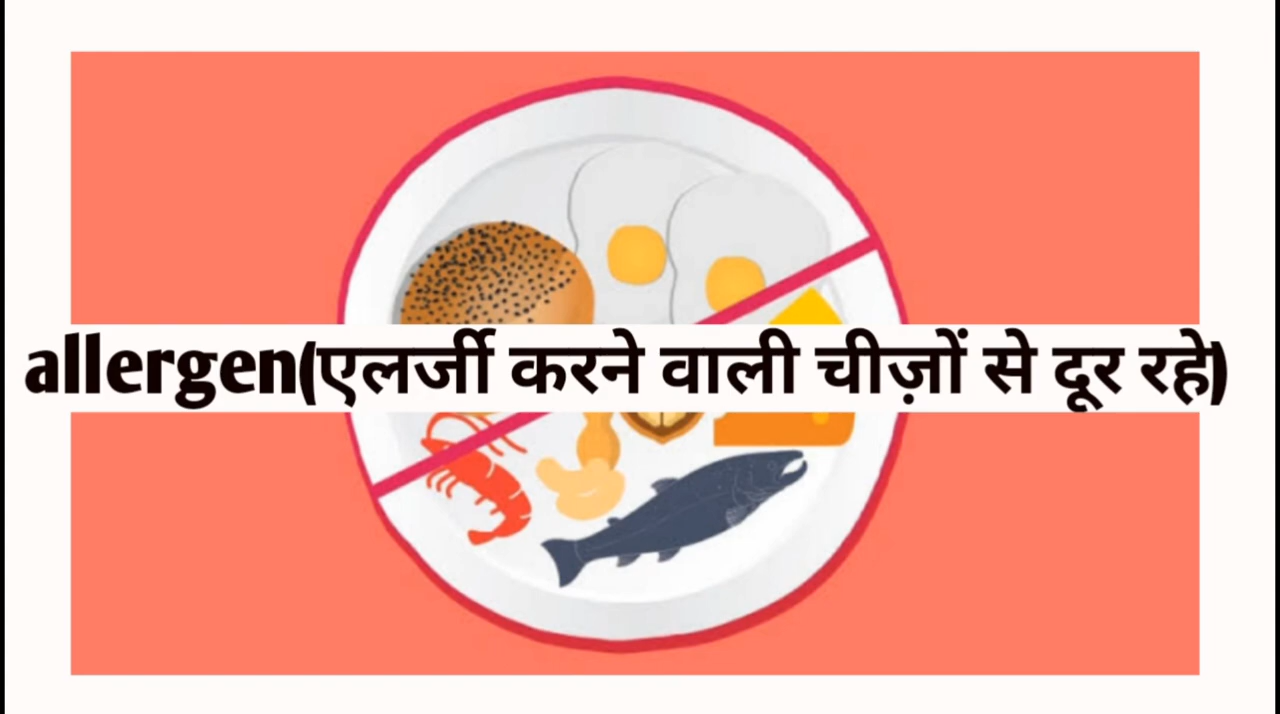 allergen(एलर्जी करने वाली चीज़ों से दूर रहे)